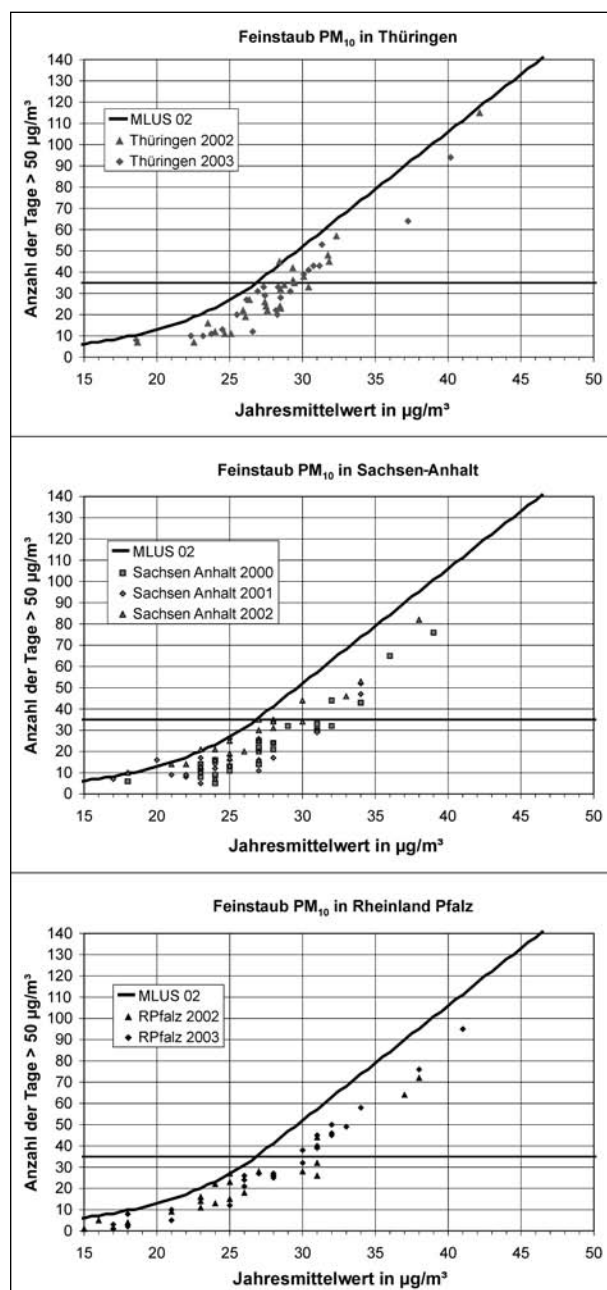 Feinstaub PM₁₀ in Thüringen
Anzahl der Tage > 50 µg/m³
140
130
120
110
100
90
80
70
60
50
40
30
20
10
0
MLUS 02
Thüringen 2002
Thüringen 2003
15 20 25 30 35 40 45 50
Jahresmittelwert in µg/m³
Feinstaub PM₁₀ in Sachsen-Anhalt
Anzahl der Tage > 50 µg/m³
140
130
120
110
100
90
80
70
60
50
40
30
20
10
0
MLUS 02
Sachsen Anhalt 2000
Sachsen Anhalt 2001
Sachsen Anhalt 2002
15 20 25 30 35 40 45 50
Jahresmittelwert in µg/m³
Feinstaub PM₁₀ in Rheinland Pfalz
Anzahl der Tage > 50 µg/m³
140
130
120
110
100
90
80
70
60
50
40
30
20
10
0
MLUS 02
RPfalz 2002
RPfalz 2003
15 20 25 30 35 40 45 50
Jahresmittelwert in µg/m³